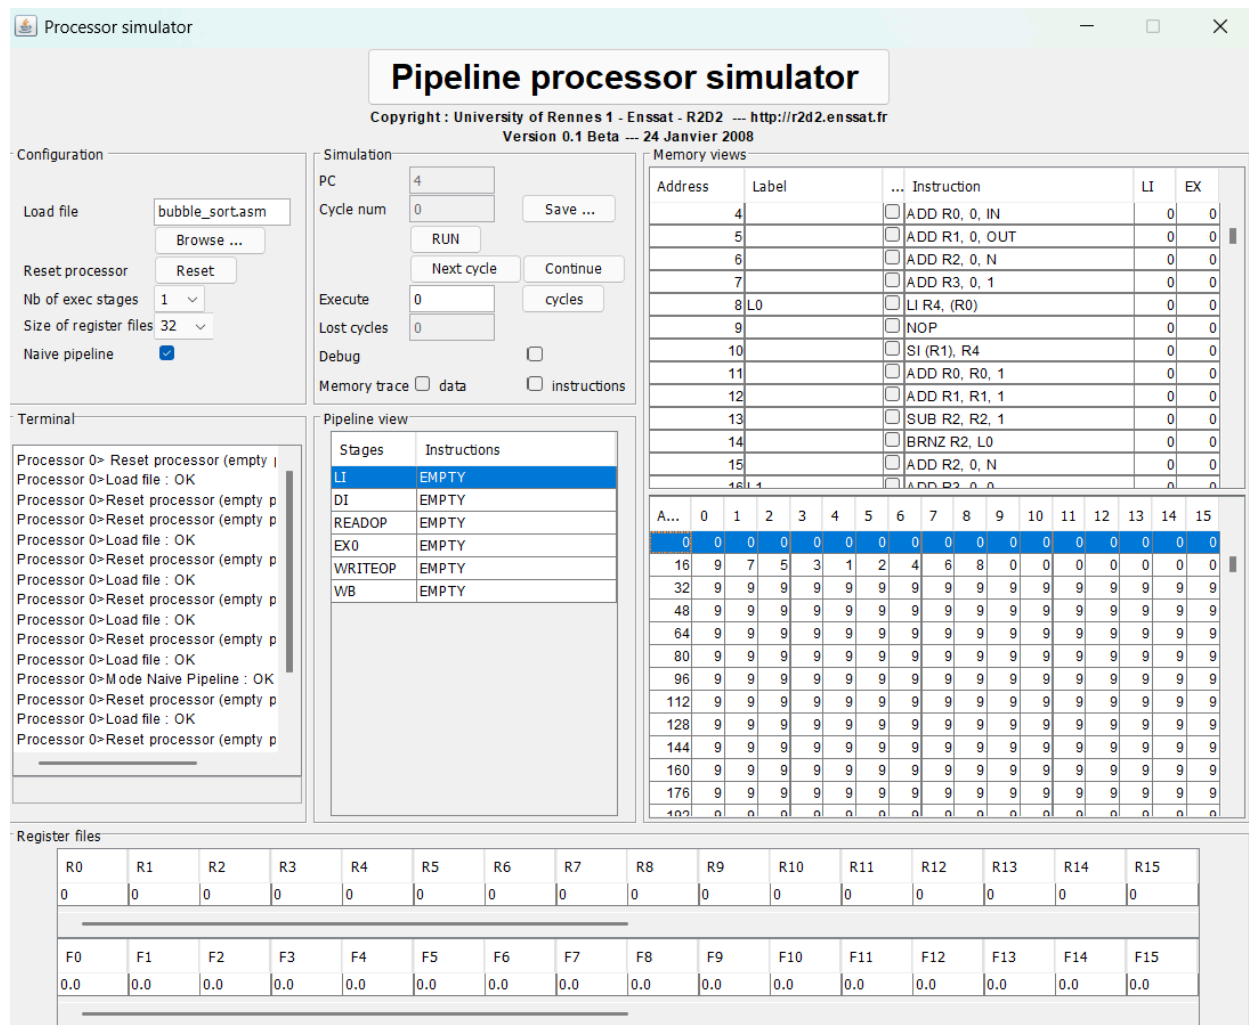 Processor simulator
Pipeline processor simulator
Copyright : University of Rennes 1 - Enssat - R2D2 --- http://r2d2.enssat.fr
Version 0.1 Beta --- 24 Janvier 2008
Configuration
Load file bubble_sort.asm
Browse ...
Reset processor Reset
Nb of exec stages 1
Size of register files 32
Naive pipeline
Simulation
PC 4
Cycle num 0 Save ...
RUN
Next cycle Continue
Execute 0 cycles
Lost cycles 0
Debug
Memory trace data instructions
Memory views
Address Label ... Instruction LI EX
4 ADD R0, 0, IN 0 0
5 ADD R1, 0, OUT 0 0
6 ADD R2, 0, N 0 0
7 ADD R3, 0, 1 0 0
8 L0 LI R4, (R0) 0 0
9 NOP 0 0
10 SI (R1), R4 0 0
11 ADD R0, R0, 1 0 0
12 ADD R1, R1, 1 0 0
13 SUB R2, R2, 1 0 0
14 BRNZ R2, L0 0 0
15 ADD R2, 0, N 0 0
16 L1 ADD R3, 0, 0 0 0
Terminal
Processor 0> Reset processor (empty
Processor 0>Load file : OK
Processor 0>Reset processor (empty p
Processor 0>Reset processor (empty p
Processor 0>Load file : OK
Processor 0>Reset processor (empty p
Processor 0>Load file : OK
Processor 0>Reset processor (empty p
Processor 0>Load file : OK
Processor 0>Reset processor (empty p
Processor 0>Load file : OK
Processor 0>Mode Naive Pipeline : OK
Processor 0>Reset processor (empty p
Processor 0>Load file : OK
Processor 0>Reset processor (empty p
Pipeline view
Stages Instructions
LI EMPTY
DI EMPTY
READOP EMPTY
EX0 EMPTY
WRITEOP EMPTY
WB EMPTY
A... 0 1 2 3 4 5 6 7 8 9 10 11 12 13 14 15
0 0 0 0 0 0 0 0 0 0 0 0 0 0 0 0 0
16 9 7 5 3 1 2 4 6 8 0 0 0 0 0 0 0
32 9 9 9 9 9 9 9 9 9 9 9 9 9 9 9 9
48 9 9 9 9 9 9 9 9 9 9 9 9 9 9 9 9
64 9 9 9 9 9 9 9 9 9 9 9 9 9 9 9 9
80 9 9 9 9 9 9 9 9 9 9 9 9 9 9 9 9
96 9 9 9 9 9 9 9 9 9 9 9 9 9 9 9 9
112 9 9 9 9 9 9 9 9 9 9 9 9 9 9 9 9
128 9 9 9 9 9 9 9 9 9 9 9 9 9 9 9 9
144 9 9 9 9 9 9 9 9 9 9 9 9 9 9 9 9
160 9 9 9 9 9 9 9 9 9 9 9 9 9 9 9 9
176 9 9 9 9 9 9 9 9 9 9 9 9 9 9 9 9
192 9 9 9 9 9 9 9 9 9 9 9 9 9 9 9 9
Register files
R0 R1 R2 R3 R4 R5 R6 R7 R8 R9 R10 R11 R12 R13 R14 R15
0 0 0 0 0 0 0 0 0 0 0 0 0 0 0 0
F0 F1 F2 F3 F4 F5 F6 F7 F8 F9 F10 F11 F12 F13 F14 F15
0.0 0.0 0.0 0.0 0.0 0.0 0.0 0.0 0.0 0.0 0.0 0.0 0.0 0.0 0.0 0.0